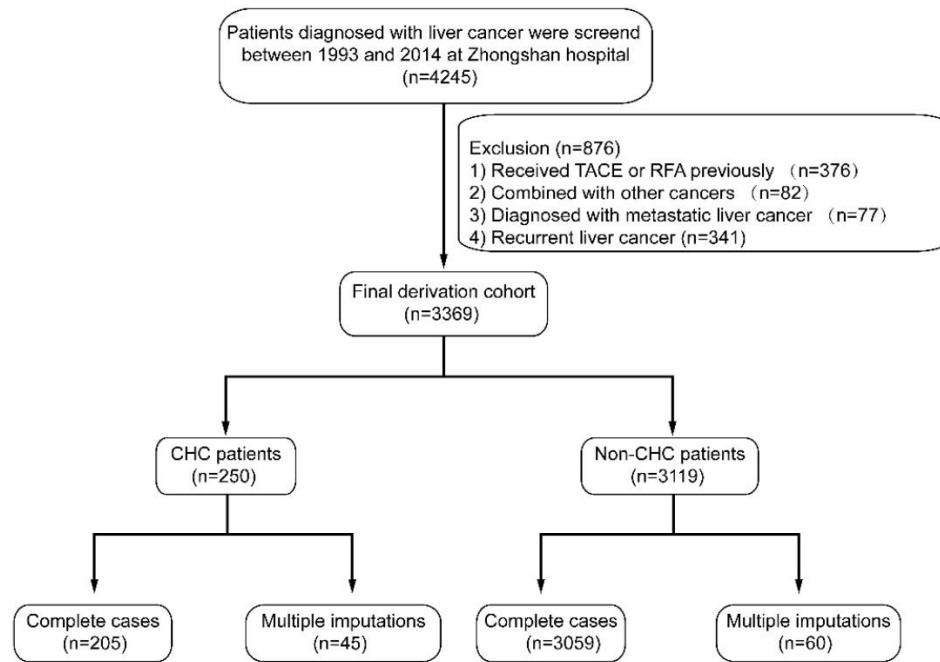 Patients diagnosed with liver cancer were screend
between 1993 and 2014 at Zhongshan hospital
(n=4245)
Exclusion (n=876)
1) Received TACE or RFA previously （n=376)
2) Combined with other cancers （n=82)
3) Diagnosed with metastatic liver cancer （n=77)
4) Recurrent liver cancer (n=341)
Final derivation cohort
(n=3369)
CHC patients
(n=250)
Non-CHC patients
(n=3119)
Complete cases
(n=205)
Multiple imputations
(n=45)
Complete cases
(n=3059)
Multiple imputations
(n=60)